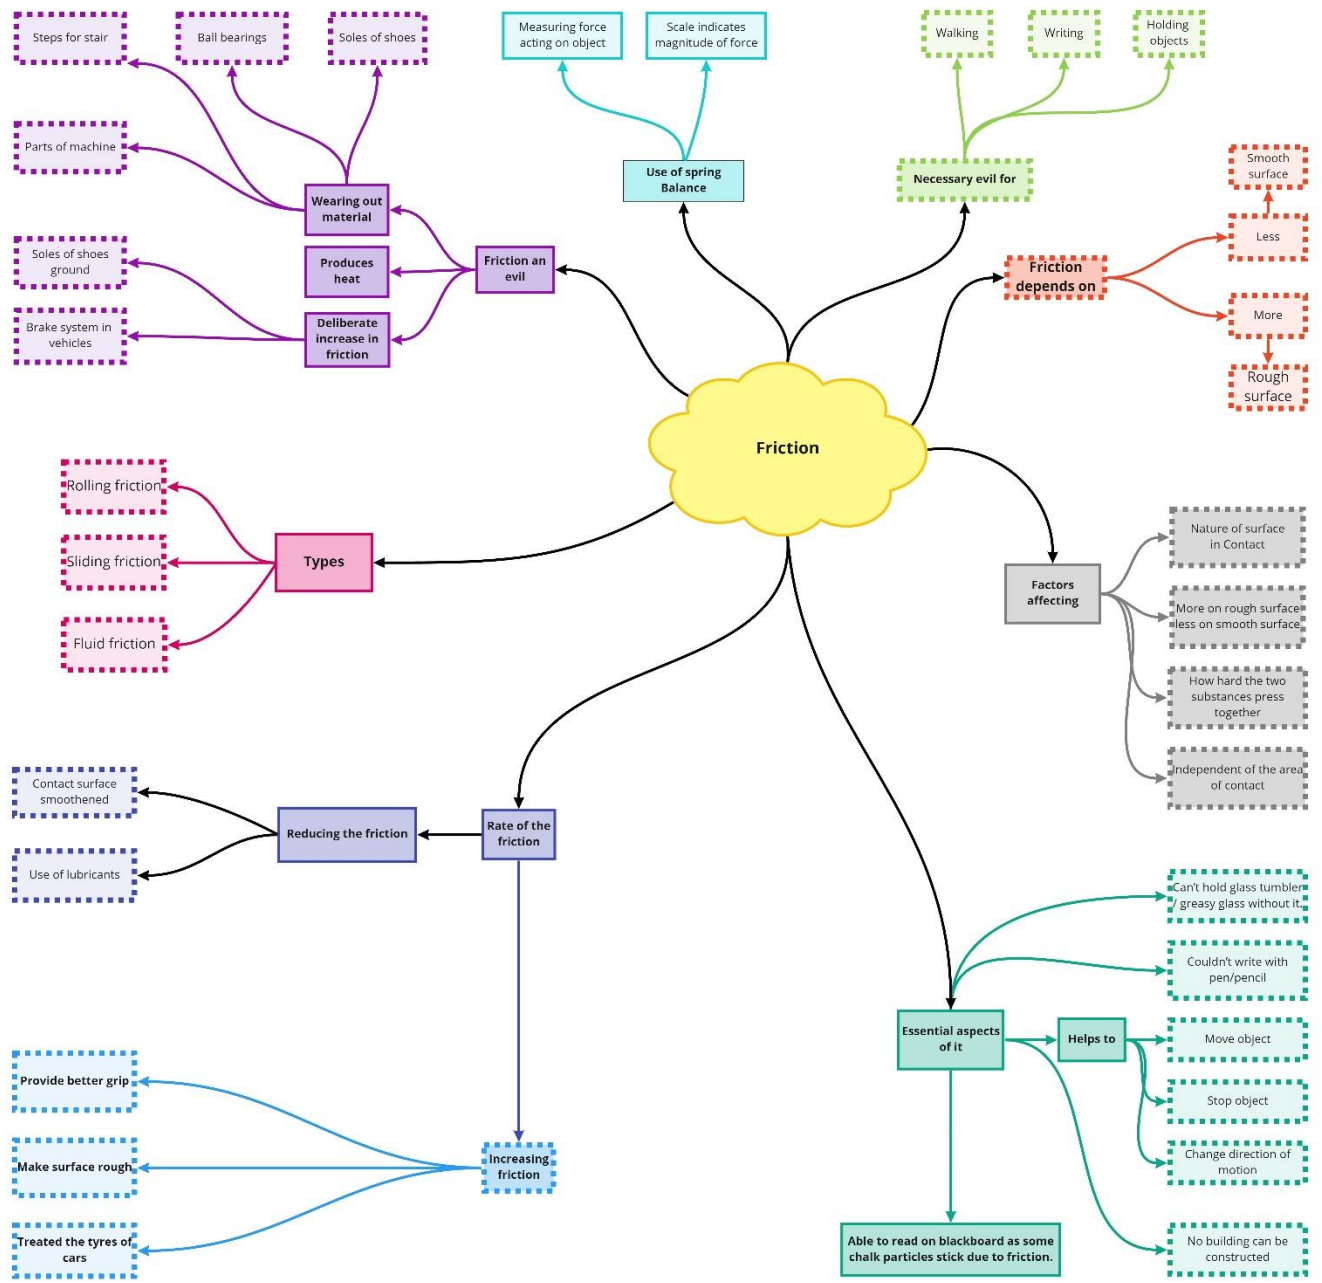 Steps for stair
Ball bearings
Soles of shoes
Parts of machine
Wearing out
material
Soles of shoes
ground
Produces
heat
Friction an
evil
Brake system in
vehicles
Deliberate
increase in
friction
Measuring force
acting on object
Scale indicates
magnitude of force
Use of spring
Balance
Walking
Writing
Holding
objects
Necessary evil for
Smooth
surface
Less
Friction
depends on
More
Rough
surface
Friction
Rolling friction
Sliding friction
Types
Fluid friction
Nature of surface
in Contact
Factors
affecting
More on rough surface
less on smooth surface
How hard the two
substances press
together
Independent of the area
of contact
Contact surface
smoothened
Reducing the friction
Rate of the
friction
Use of lubricants
Provide better grip
Make surface rough
Increasing
friction
Treated the tyres of
cars
Can't hold glass tumbler
/ greasy glass without it.
Couldn't write with
pen/pencil
Essential aspects
of it
Helps to
Move object
Stop object
Change direction of
motion
No building can be
constructed
Able to read on blackboard as some
chalk particles stick due to friction.